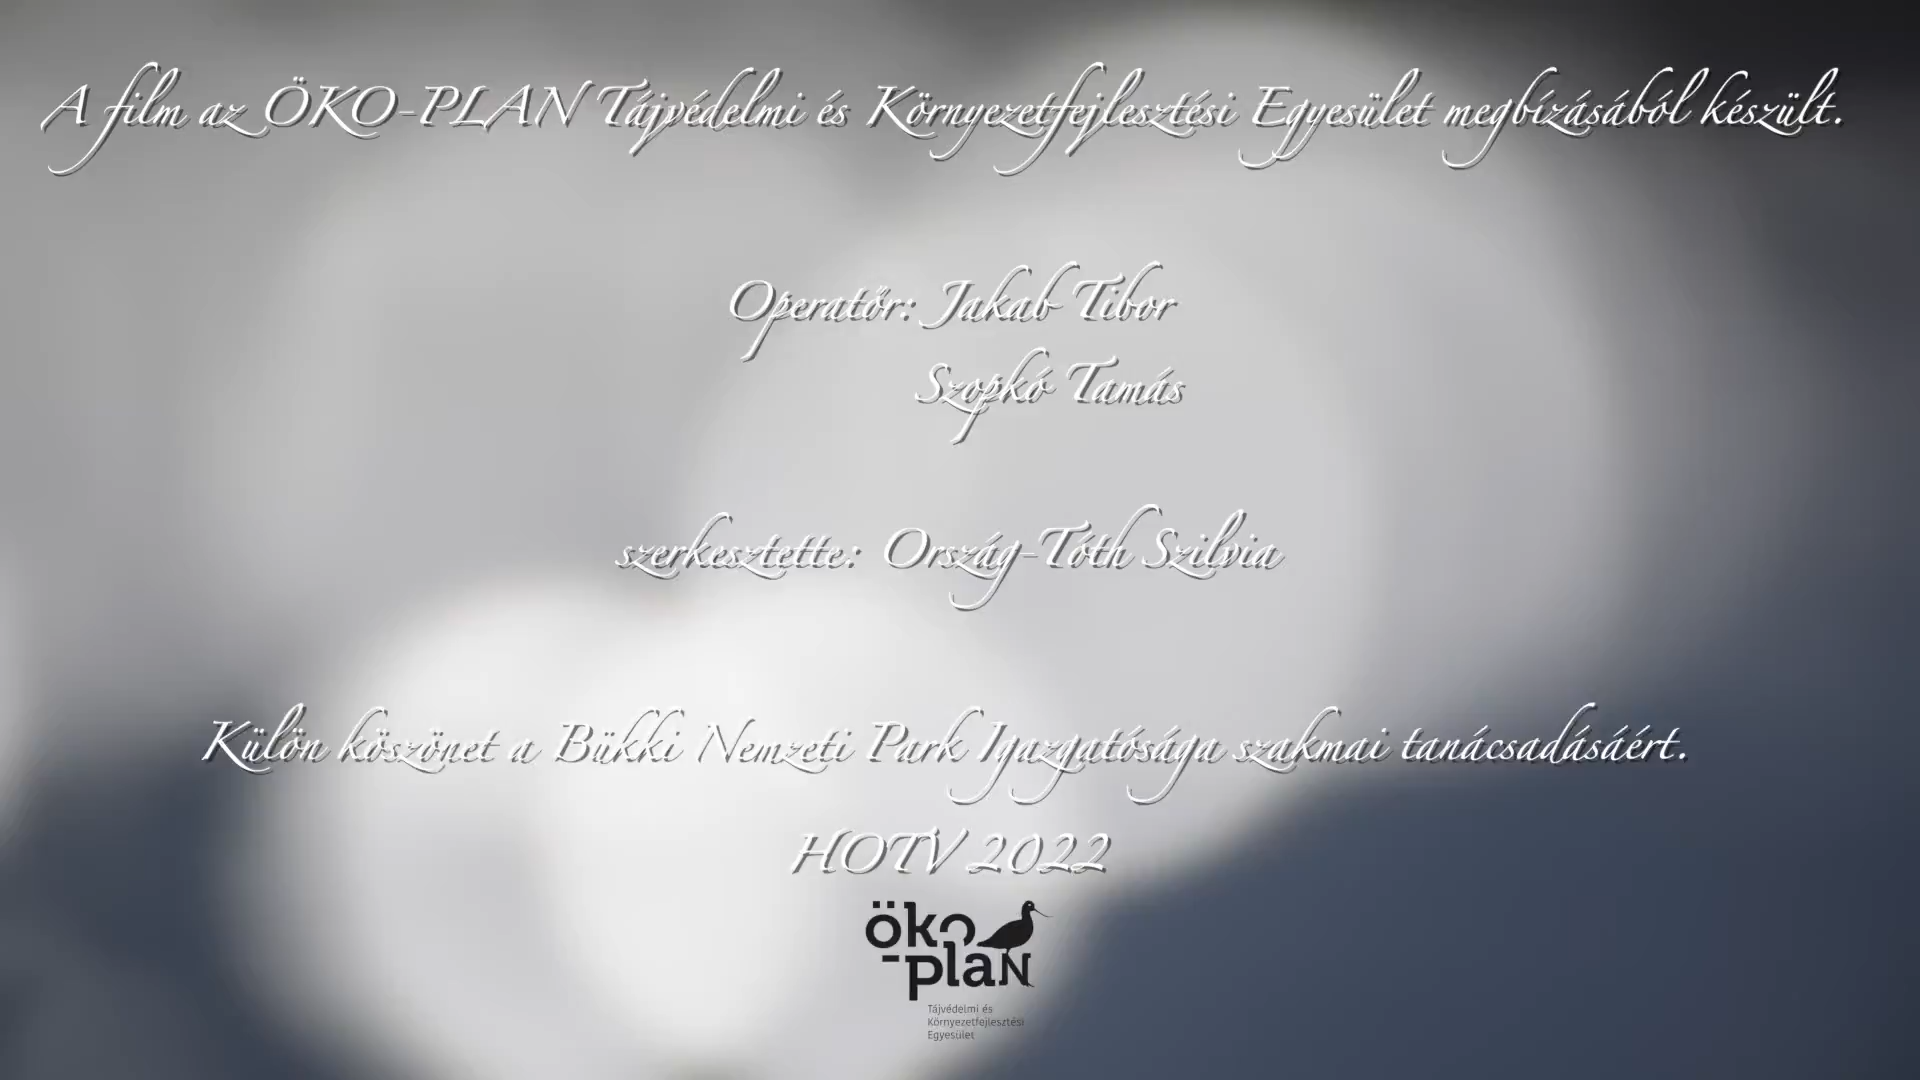 A film az ÖKO-PLAN Tájvédelmi és Környezetfejlesztési Egyesület megbízásából készült.
Operatőr: Jakab Tibor
Szopkó Tamás
szerkesztette: Ország-Tóth Szilvia
Külön köszönet a Bükki Nemzeti Park Igazgatósága szakmai tanácsadásáért.
HOTV 2022
öko
-plaN
Tájvédelmi és
Környezetfejlesztési
Egyesület